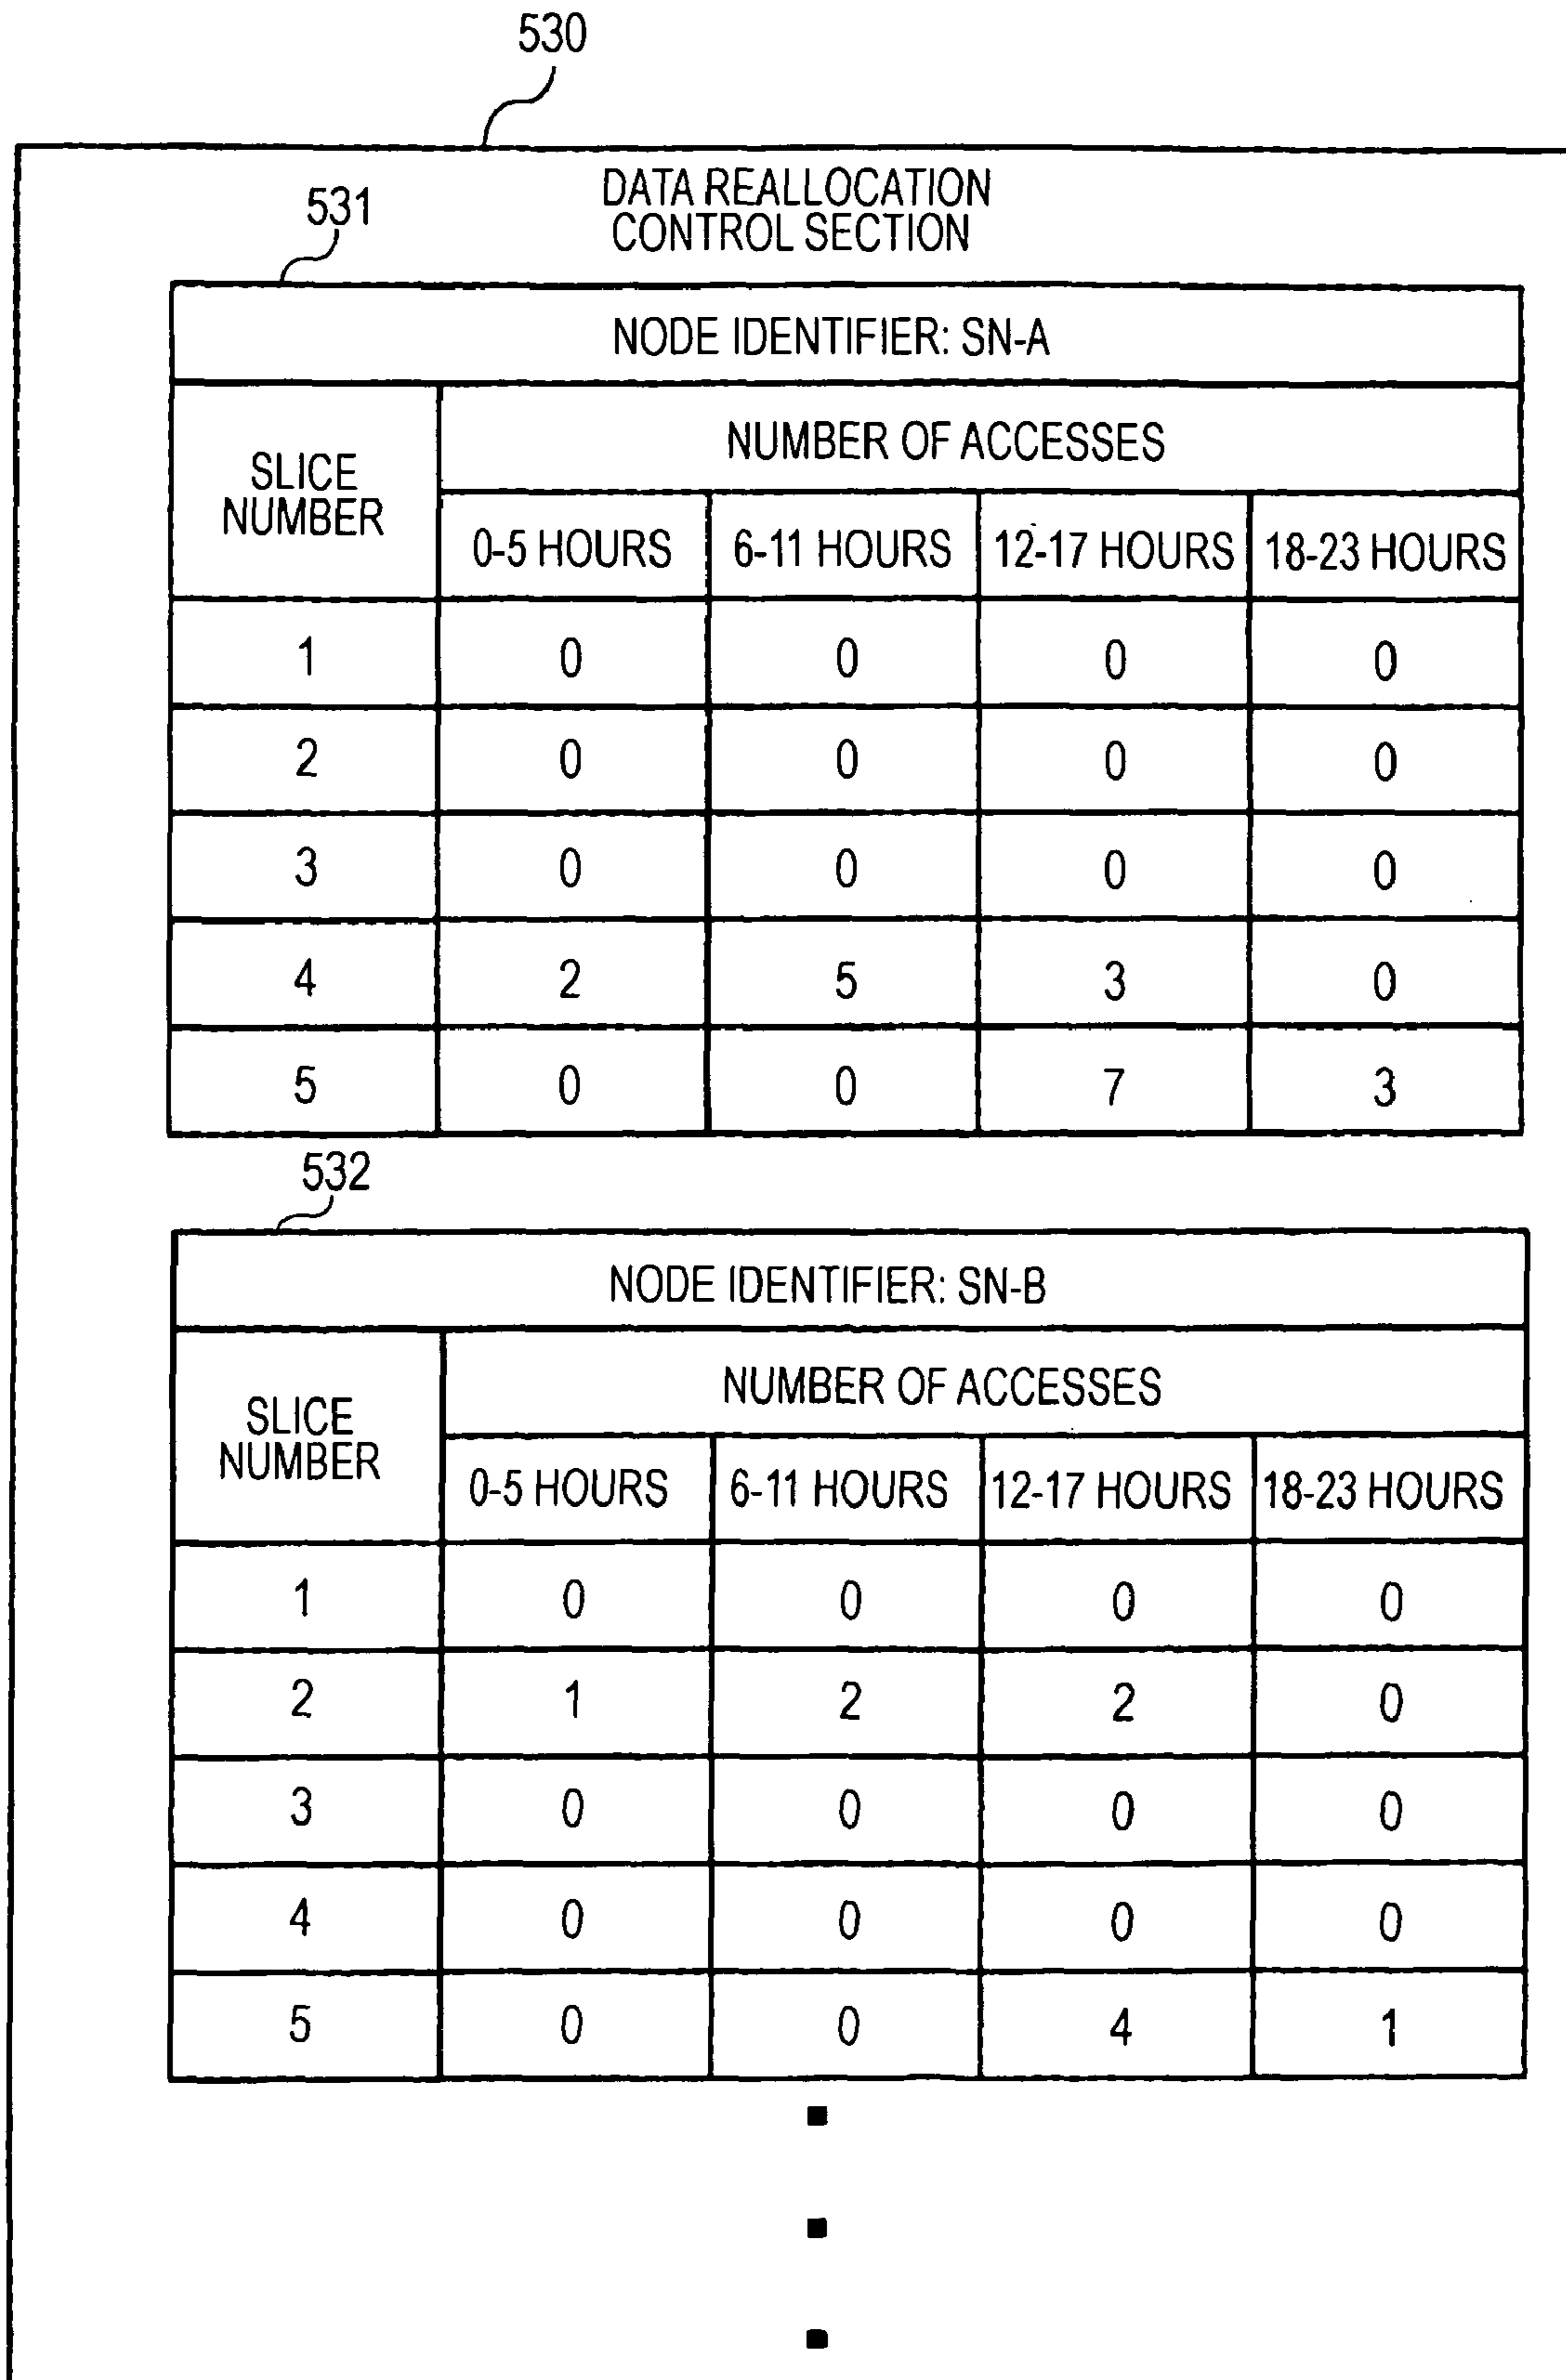 530
DATA REALLOCATION
CONTROL SECTION
531
NODE IDENTIFIER: SN-A
SLICE
NUMBER
NUMBER OF ACCESSES
0-5 HOURS 6-11 HOURS 12-17 HOURS 18-23 HOURS
1 0 0 0 0
2 0 0 0 0
3 0 0 0 0
4 2 5 3 0
5 0 0 7 3
532
NODE IDENTIFIER: SN-B
SLICE
NUMBER
NUMBER OF ACCESSES
0-5 HOURS 6-11 HOURS 12-17 HOURS 18-23 HOURS
1 0 0 0 0
2 1 2 2 0
3 0 0 0 0
4 0 0 0 0
5 0 0 4 1